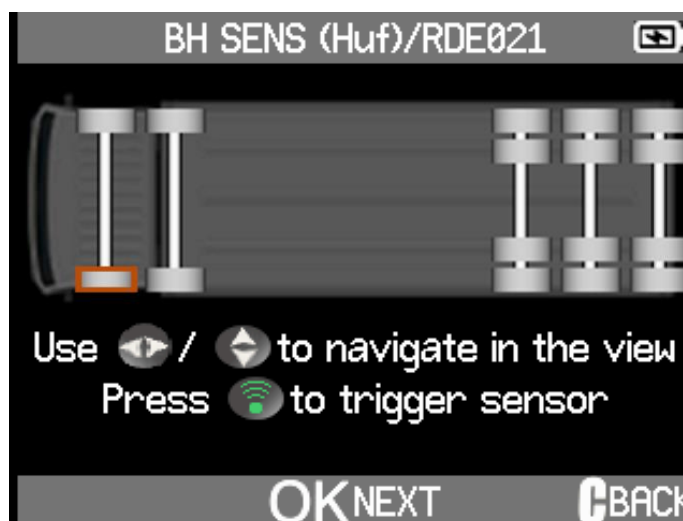 BH SENS (Huf)/RDE021
Use / to navigate in the view
Press to trigger sensor
OK NEXT C BACK